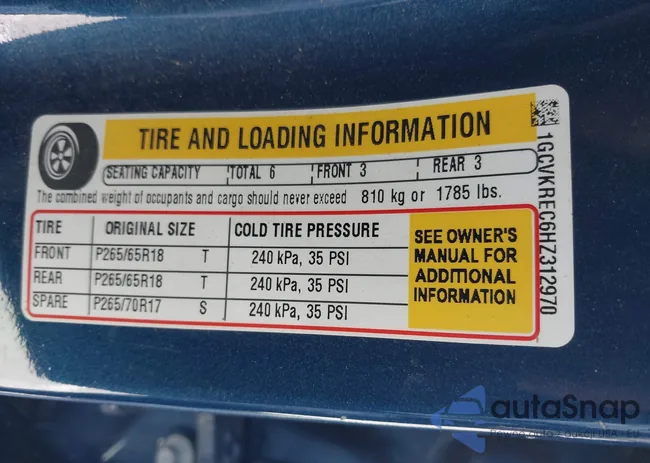 TIRE AND LOADING INFORMATION
SEATING CAPACITY TOTAL 6 FRONT 3 REAR 3
The combined weight of occupants and cargo should never exceed 810 kg or 1785 lbs.
TIRE ORIGINAL SIZE COLD TIRE PRESSURE
FRONT P265/65R18 T 240 kPa, 35 PSI
REAR P265/65R18 T 240 kPa, 35 PSI
SPARE P265/70R17 S 240 kPa, 35 PSI
SEE OWNER'S
MANUAL FOR
ADDITIONAL
INFORMATION
1GCVKREC6HZ312970
autaSnap